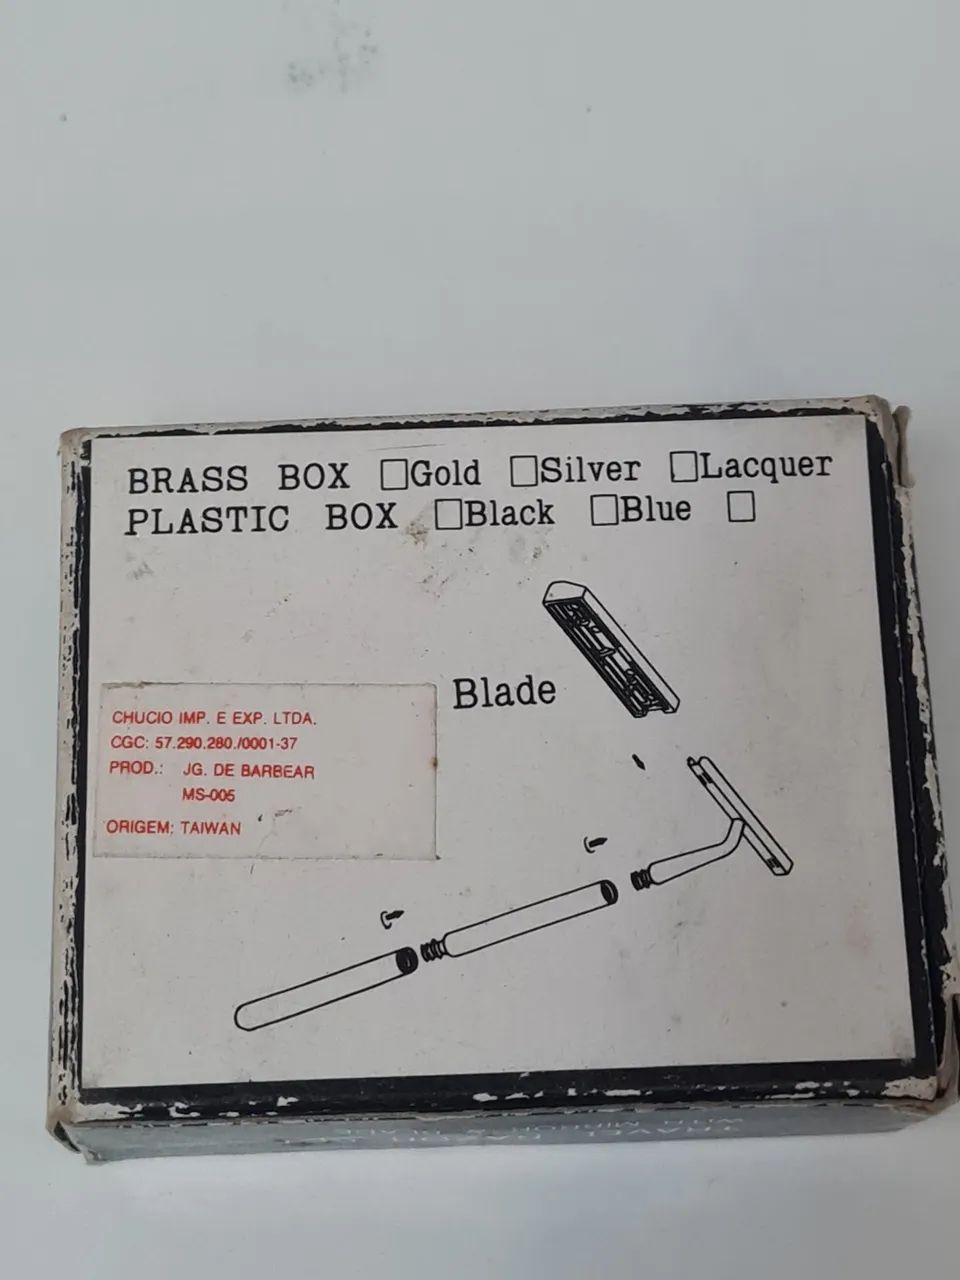 BRASS BOX □Gold □Silver □Lacquer
PLASTIC BOX □Black □Blue □
Blade
CHUCIO IMP. E EXP. LTDA.
CGC: 57.290.280./0001-37
PROD.: JG. DE BARBEAR
MS-005
ORIGEM: TAIWAN